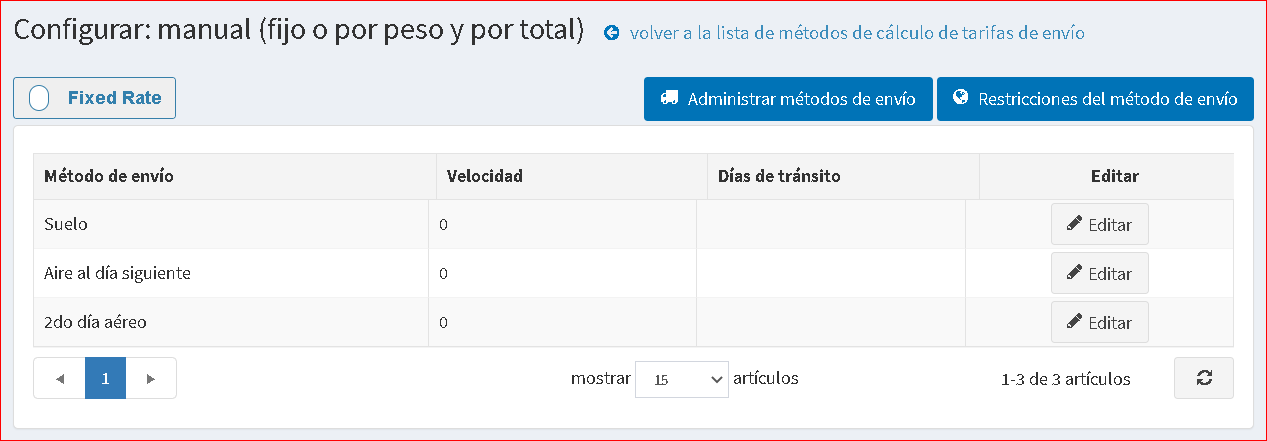 Configurar: manual (fijo o por peso y por total) volver a la lista de métodos de cálculo de tarifas de envío
Fixed Rate Administrar métodos de envío Restricciones del método de envío
Método de envío Velocidad Días de tránsito Editar
Suelo 0 Editar
Aire al día siguiente 0 Editar
2do día aéreo 0 Editar
1 mostrar 15 artículos 1-3 de 3 artículos